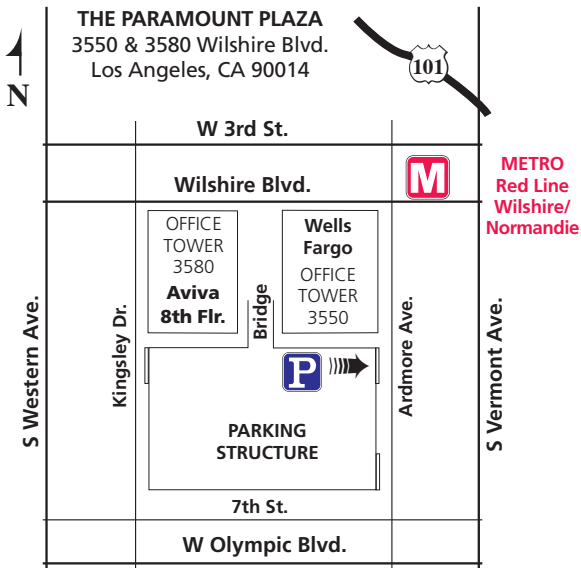 THE PARAMOUNT PLAZA
3550 & 3580 Wilshire Blvd.
Los Angeles, CA 90014
N
101
W 3rd St.
Wilshire Blvd.
M
METRO
Red Line
Wilshire/
Normandie
OFFICE
TOWER
3580
Aviva
8th Flr.
Bridge
Wells
Fargo
OFFICE
TOWER
3550
S Western Ave.
Kingsley Dr.
Ardmore Ave.
S Vermont Ave.
P
PARKING
STRUCTURE
7th St.
W Olympic Blvd.